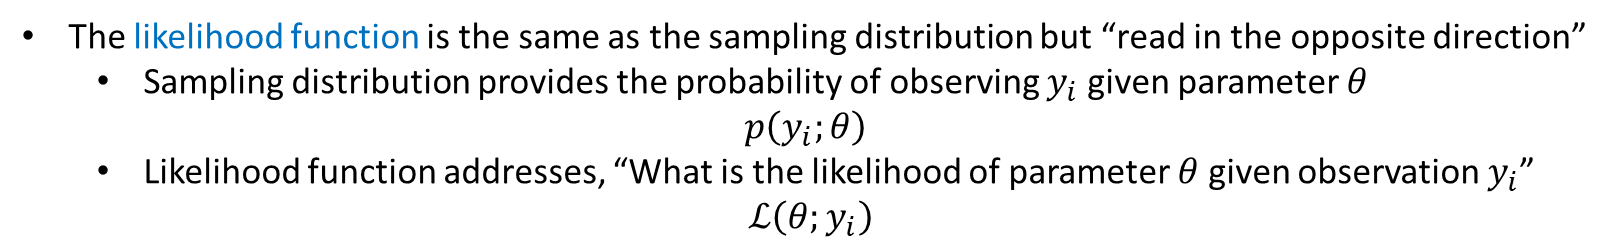 • The likelihood function is the same as the sampling distribution but “read in the opposite direction”
• Sampling distribution provides the probability of observing 𝑦ᵢ given parameter 𝜃
𝑝(𝑦ᵢ; 𝜃)
• Likelihood function addresses, “What is the likelihood of parameter 𝜃 given observation 𝑦ᵢ”
ℒ(𝜃; 𝑦ᵢ)